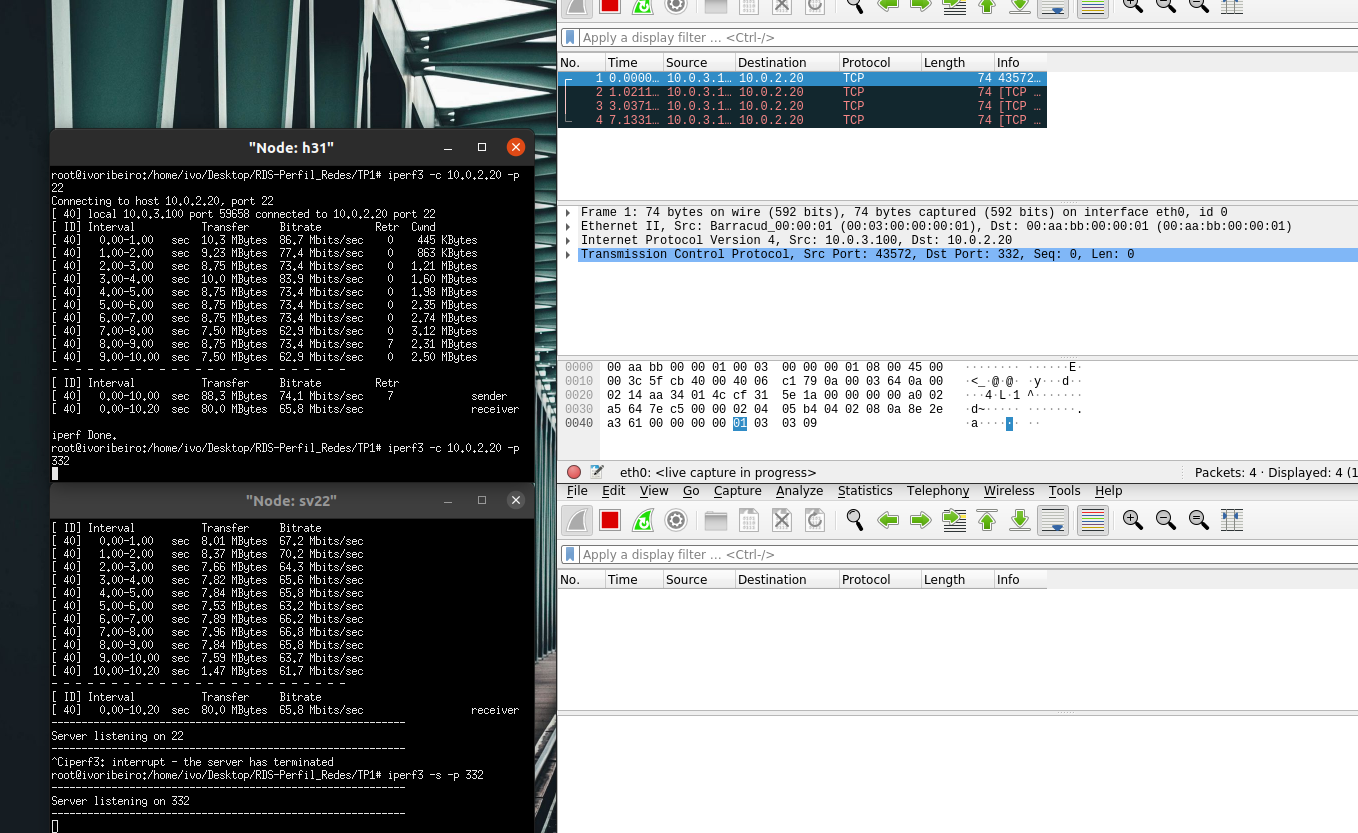 "Node: h31"
root@ivoribeiro:/home/ivo/Desktop/RDS-Perfil_Redes/TP1# iperf3 -c 10.0.2.20 -p
22
Connecting to host 10.0.2.20, port 22
[ 40] local 10.0.3.100 port 59658 connected to 10.0.2.20 port 22
[ ID] Interval Transfer Bitrate Retr Cwnd
[ 40] 0.00-1.00 sec 10.3 MBytes 86.7 Mbits/sec 0 445 KBytes
[ 40] 1.00-2.00 sec 9.23 MBytes 77.4 Mbits/sec 0 863 KBytes
[ 40] 2.00-3.00 sec 8.75 MBytes 73.4 Mbits/sec 0 1.21 MBytes
[ 40] 3.00-4.00 sec 10.0 MBytes 83.9 Mbits/sec 0 1.60 MBytes
[ 40] 4.00-5.00 sec 8.75 MBytes 73.4 Mbits/sec 0 1.98 MBytes
[ 40] 5.00-6.00 sec 8.75 MBytes 73.4 Mbits/sec 0 2.35 MBytes
[ 40] 6.00-7.00 sec 8.75 MBytes 73.4 Mbits/sec 0 2.74 MBytes
[ 40] 7.00-8.00 sec 7.50 MBytes 62.9 Mbits/sec 0 3.12 MBytes
[ 40] 8.00-9.00 sec 8.75 MBytes 73.4 Mbits/sec 7 2.31 MBytes
[ 40] 9.00-10.00 sec 7.50 MBytes 62.9 Mbits/sec 0 2.50 MBytes
- - - - - - - - - - - - - - - - - - - - - - - - -
[ ID] Interval Transfer Bitrate Retr
[ 40] 0.00-10.00 sec 88.3 MBytes 74.1 Mbits/sec 7 sender
[ 40] 0.00-10.20 sec 80.0 MBytes 65.8 Mbits/sec receiver
iperf Done.
root@ivoribeiro:/home/ivo/Desktop/RDS-Perfil_Redes/TP1# iperf3 -c 10.0.2.20 -p
332
"Node: sv22"
[ ID] Interval Transfer Bitrate
[ 40] 0.00-1.00 sec 8.01 MBytes 67.2 Mbits/sec
[ 40] 1.00-2.00 sec 8.37 MBytes 70.2 Mbits/sec
[ 40] 2.00-3.00 sec 7.66 MBytes 64.3 Mbits/sec
[ 40] 3.00-4.00 sec 7.82 MBytes 65.6 Mbits/sec
[ 40] 4.00-5.00 sec 7.84 MBytes 65.8 Mbits/sec
[ 40] 5.00-6.00 sec 7.53 MBytes 63.2 Mbits/sec
[ 40] 6.00-7.00 sec 7.89 MBytes 66.2 Mbits/sec
[ 40] 7.00-8.00 sec 7.96 MBytes 66.8 Mbits/sec
[ 40] 8.00-9.00 sec 7.84 MBytes 65.8 Mbits/sec
[ 40] 9.00-10.00 sec 7.59 MBytes 63.7 Mbits/sec
[ 40] 10.00-10.20 sec 1.47 MBytes 61.7 Mbits/sec
- - - - - - - - - - - - - - - - - - - - - - - - -
[ ID] Interval Transfer Bitrate
[ 40] 0.00-10.20 sec 80.0 MBytes 65.8 Mbits/sec receiver
-----------------------------------------------------------
Server listening on 22
-----------------------------------------------------------
^Ciperf3: interrupt - the server has terminated
root@ivoribeiro:/home/ivo/Desktop/RDS-Perfil_Redes/TP1# iperf3 -s -p 332
-----------------------------------------------------------
Server listening on 332
-----------------------------------------------------------
Apply a display filter ... <Ctrl-/>
No. Time Source Destination Protocol Length Info
1 0.0000… 10.0.3.1… 10.0.2.20 TCP 74 43572…
2 1.0211… 10.0.3.1… 10.0.2.20 TCP 74 [TCP …
3 3.0371… 10.0.3.1… 10.0.2.20 TCP 74 [TCP …
4 7.1331… 10.0.3.1… 10.0.2.20 TCP 74 [TCP …
Frame 1: 74 bytes on wire (592 bits), 74 bytes captured (592 bits) on interface eth0, id 0
Ethernet II, Src: Barracud_00:00:01 (00:03:00:00:00:01), Dst: 00:aa:bb:00:00:01 (00:aa:bb:00:00:01)
Internet Protocol Version 4, Src: 10.0.3.100, Dst: 10.0.2.20
Transmission Control Protocol, Src Port: 43572, Dst Port: 332, Seq: 0, Len: 0
0000 00 aa bb 00 00 01 00 03 00 00 00 01 08 00 45 00 ········ ······E·
0010 00 3c 5f cb 40 00 40 06 c1 79 0a 00 03 64 0a 00 ·<_·@·@· ·y···d··
0020 02 14 aa 34 01 4c cf 31 5e 1a 00 00 00 00 a0 02 ···4·L·1 ^·······
0030 a5 64 7e c5 00 00 02 04 05 b4 04 02 08 0a 8e 2e ·d~····· ·······.
0040 a3 61 00 00 00 00 01 03 03 09 ·a······ ··
eth0: <live capture in progress>
Packets: 4 · Displayed: 4 (1
File Edit View Go Capture Analyze Statistics Telephony Wireless Tools Help
Apply a display filter ... <Ctrl-/>
No. Time Source Destination Protocol Length Info